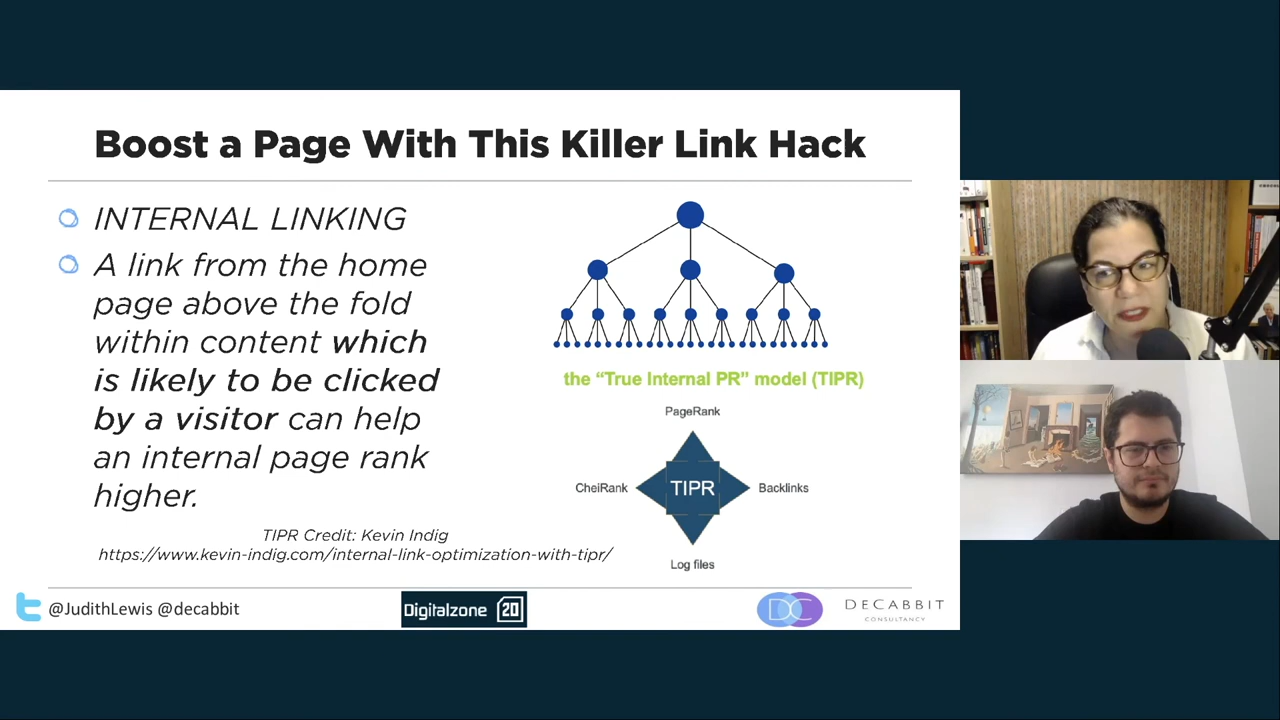 Boost a Page With This Killer Link Hack
INTERNAL LINKING
A link from the home
page above the fold
within content which
is likely to be clicked
by a visitor can help
an internal page rank
higher.
the “True Internal PR” model (TIPR)
PageRank
CheiRank
TIPR
Backlinks
Log files
TIPR Credit: Kevin Indig
https://www.kevin-indig.com/internal-link-optimization-with-tipr/
@JudithLewis @decabbit
Digitalzone 20
DC
DECABBIT
CONSULTANCY